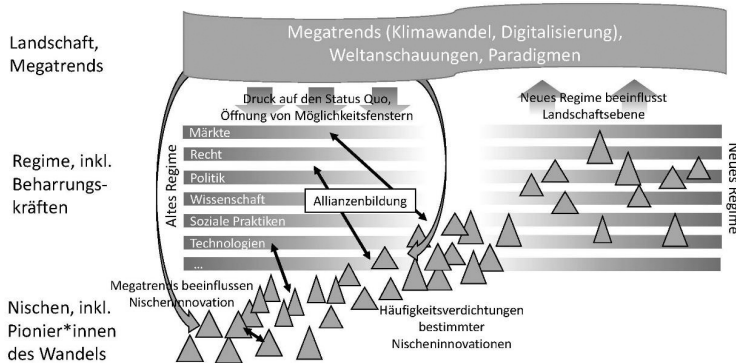 Landschaft,
Megatrends
Megatrends (Klimawandel, Digitalisierung),
Weltanschauungen, Paradigmen
Druck auf den Status Quo,
Öffnung von Möglichkeitsfenstern
Neues Regime beeinflusst
Landschaftsebene
Regime, inkl.
Beharrungs-
kräften
Altes Regime
Märkte
Recht
Politik
Wissenschaft
Soziale Praktiken
Technologien
...
Allianzenbildung
Neues Regime
Nischen, inkl.
Pionier*innen
des Wandels
Megatrends beeinflussen
Nischeninnovation
Häufigkeitsverdichtungen
bestimmter
Nischeninnovationen